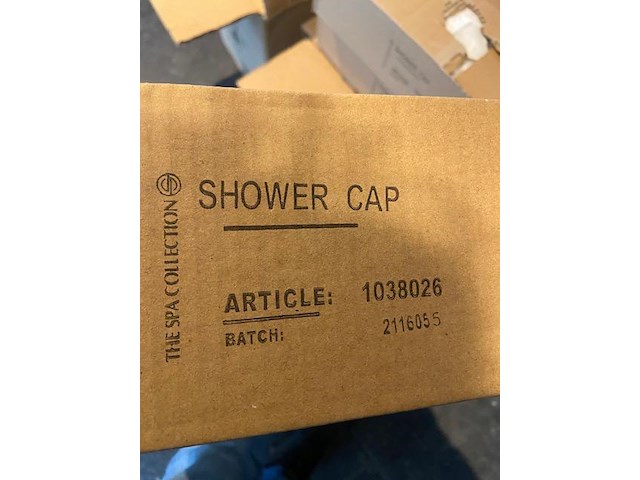 THE SPA COLLECTION
SHOWER CAP
ARTICLE: 1038026
BATCH: 2116055